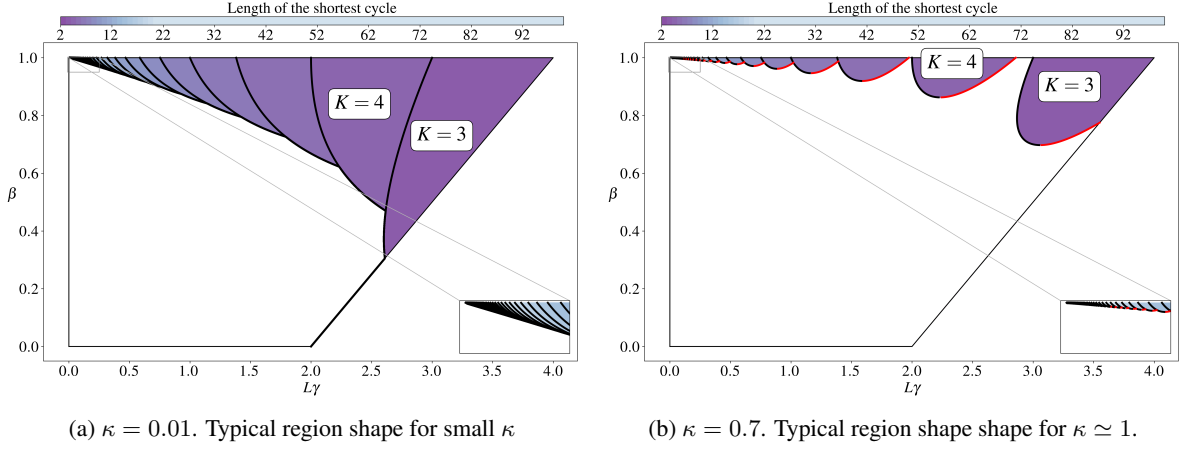 Length of the shortest cycle
2 12 22 32 42 52 62 72 82 92
1.0
0.8
0.6
0.4
0.2
0.0
β
K = 4
K = 3
0.0 0.5 1.0 1.5 2.0 2.5 3.0 3.5 4.0
Lγ
(a) κ = 0.01. Typical region shape for small κ
Length of the shortest cycle
2 12 22 32 42 52 62 72 82 92
1.0
0.8
0.6
0.4
0.2
0.0
β
K = 4
K = 3
0.0 0.5 1.0 1.5 2.0 2.5 3.0 3.5 4.0
Lγ
(b) κ = 0.7. Typical region shape shape for κ ≃ 1.